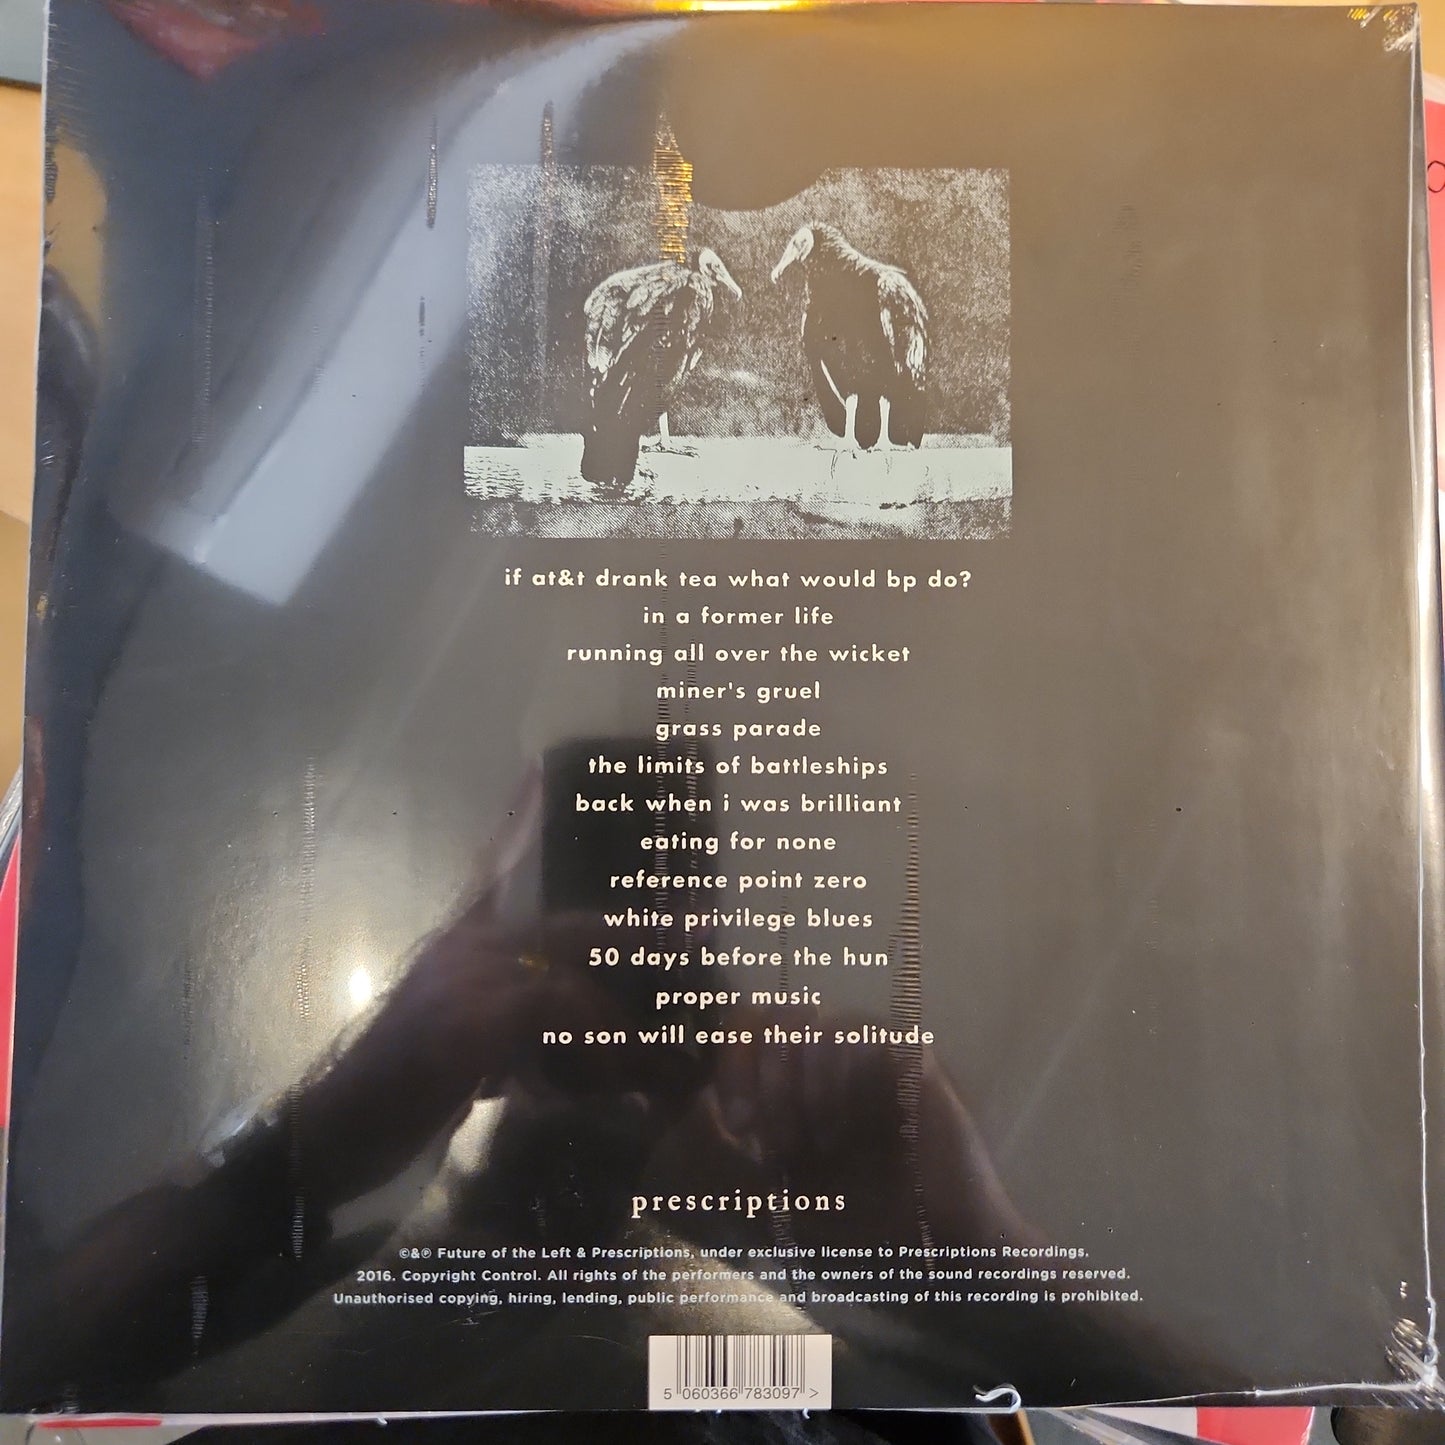 if at&t drank tea what would bp do?
in a former life
running all over the wicket
miner's gruel
grass parade
the limits of battleships
back when i was brilliant
eating for none
reference point zero
white privilege blues
50 days before the hun
proper music
no son will ease their solitude
prescriptions
©&℗ Future of the Left & Prescriptions, under exclusive license to Prescriptions Recordings.
2016. Copyright Control. All rights of the performers and the owners of the sound recordings reserved.
Unauthorised copying, hiring, lending, public performance and broadcasting of this recording is prohibited.
5 060366 783097 >